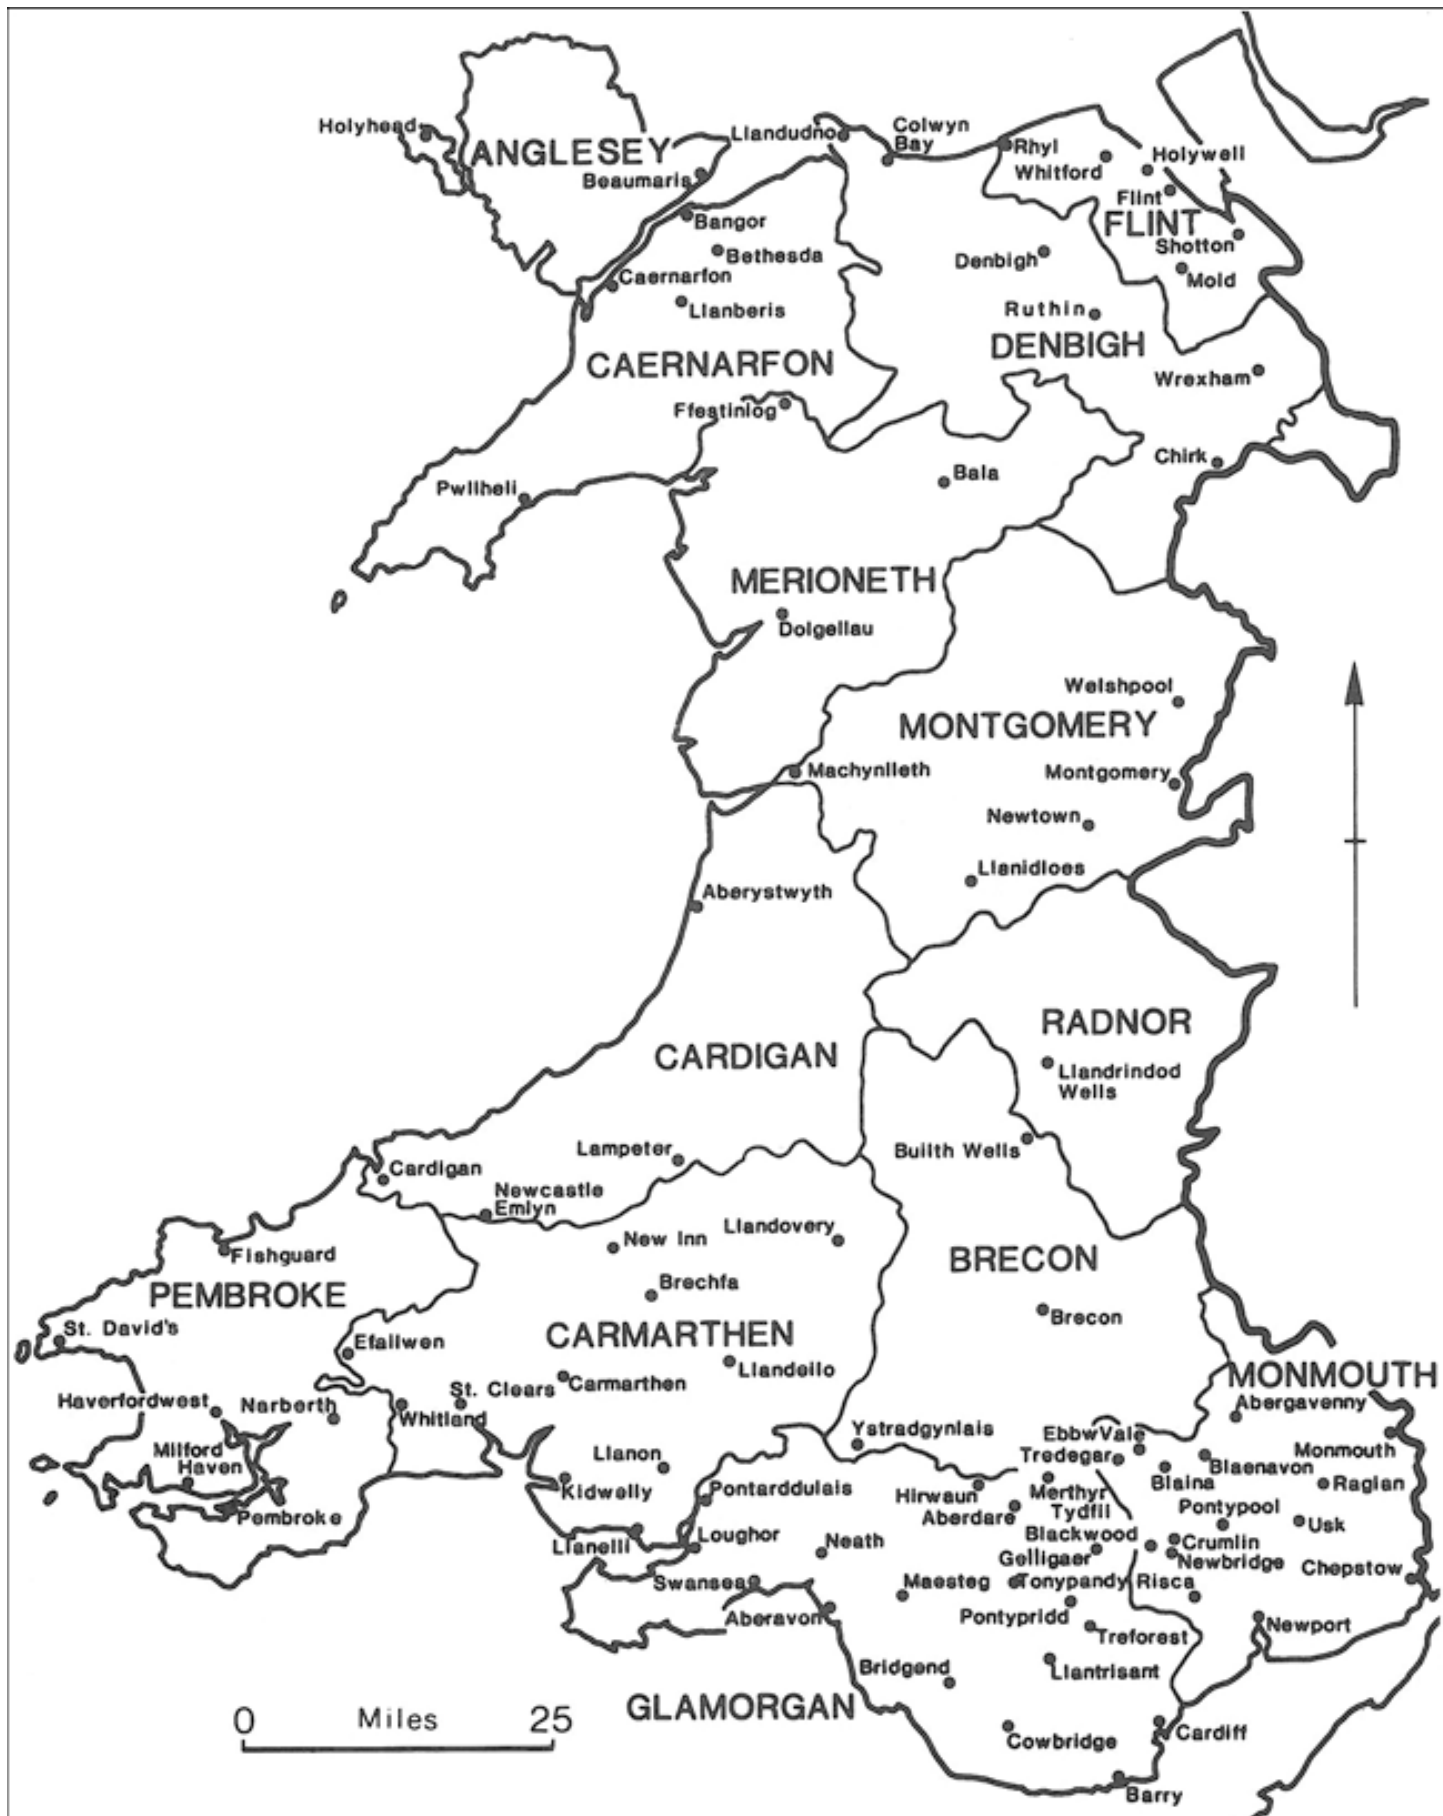 Holyhead
ANGLESEY
Beaumaris
Llandudno
Colwyn
Bay
Rhyl
Whitford
Holywell
Flint
FLINT
Shotton
Mold
Bangor
Bethesda
Caernarfon
Llanberis
Denbigh
Ruthin
DENBIGH
CAERNARFON
Wrexham
Ffestiniog
Chirk
Bala
Pwllheli
MERIONETH
Dolgellau
Welshpool
MONTGOMERY
Machynlleth
Montgomery
Newtown
Llanidloes
Aberystwyth
RADNOR
CARDIGAN
Llandrindod
Wells
Builth Wells
Lampeter
Cardigan
Newcastle
Emlyn
New Inn
Llandovery
Fishguard
BRECON
PEMBROKE
Brechfa
Brecon
St. David's
CARMARTHEN
Efailwen
Llandeilo
MONMOUTH
St. Clears
Carmarthen
Haverfordwest
Narberth
Whitland
Abergavenny
Ystradgynlais
Ebbw Vale
Tredegar
Monmouth
Milford
Haven
Llanon
Blaenavon
Blaina
Raglan
Kidwelly
Pontarddulais
Hirwaun
Merthyr
Tydfil
Aberdare
Pontypool
Usk
Pembroke
Llanelli
Loughor
Neath
Blackwood
Crumlin
Gelligaer
Newbridge
Chepstow
Swansea
Maesteg
Tonypandy
Risca
Aberavon
Pontypridd
Treforest
Newport
Bridgend
Llantrisant
GLAMORGAN
0 Miles 25
Cowbridge
Cardiff
Barry